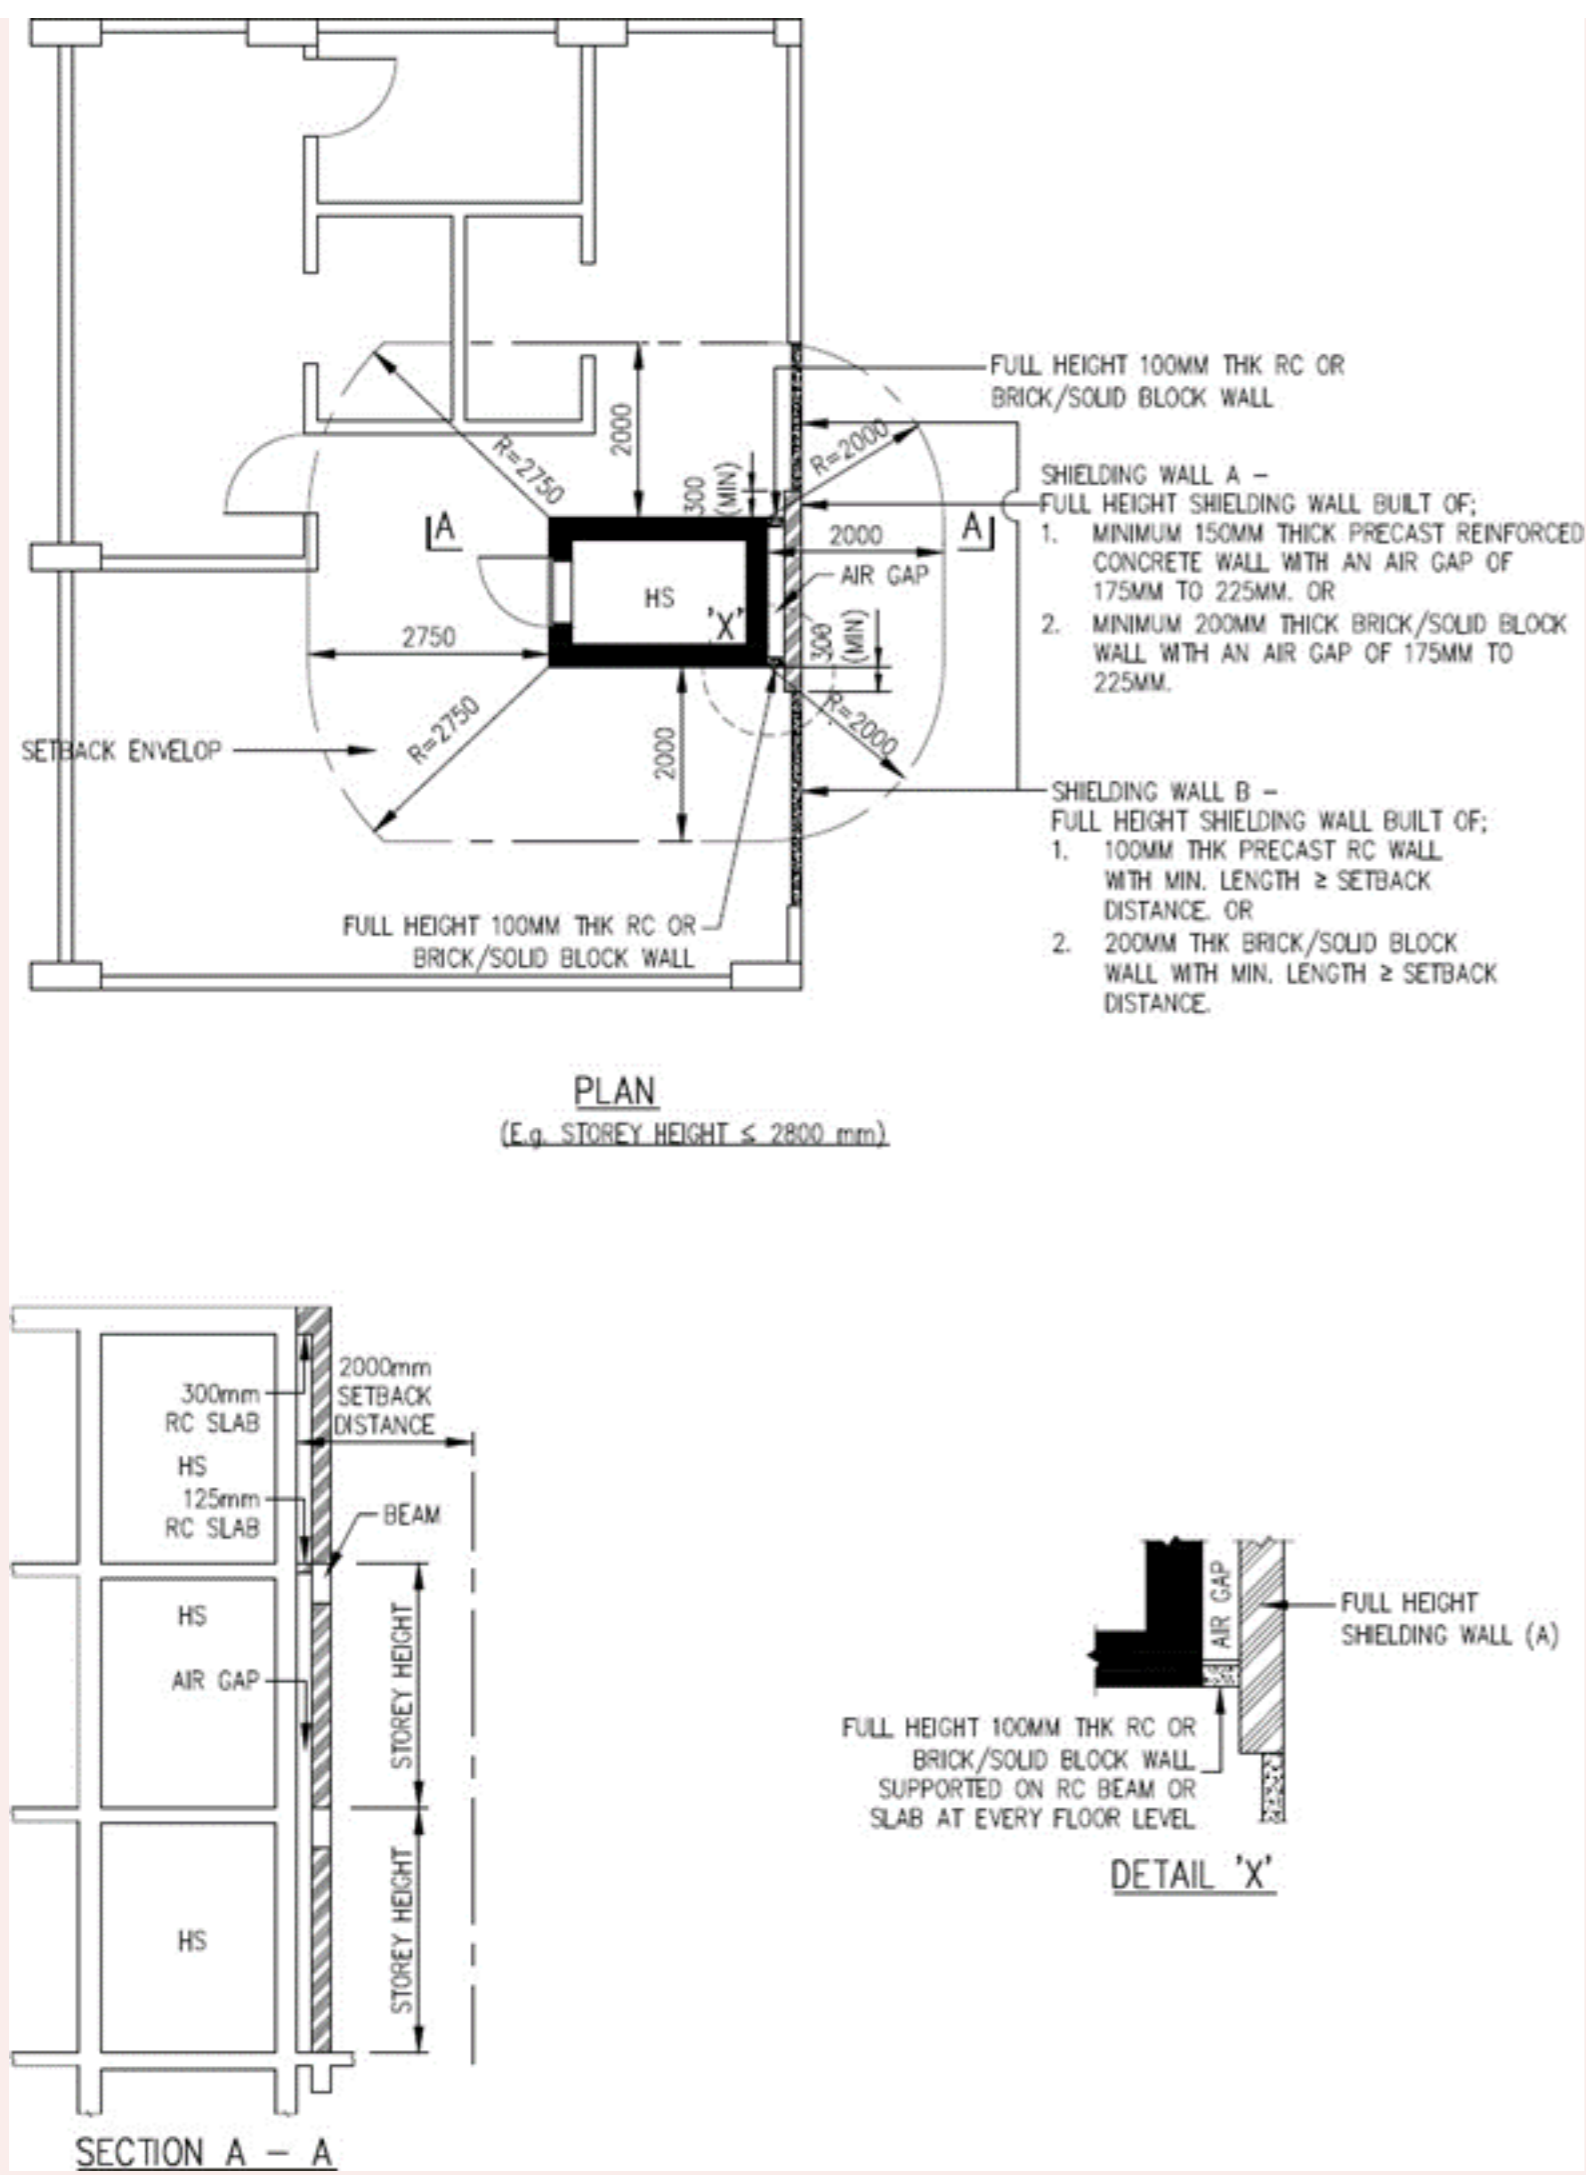 FULL HEIGHT 100MM THK RC OR
BRICK/SOLID BLOCK WALL
2000
R=2750
300
(MIN)
R=2000
SHIELDING WALL A –
FULL HEIGHT SHIELDING WALL BUILT OF;
1. MINIMUM 150MM THICK PRECAST REINFORCED
CONCRETE WALL WITH AN AIR GAP OF
175MM TO 225MM. OR
2. MINIMUM 200MM THICK BRICK/SOLID BLOCK
WALL WITH AN AIR GAP OF 175MM TO
225MM.
A
2000
A
AIR GAP
HS
'X'
300
(MIN)
2750
R=2750
2000
R=2000
SETBACK ENVELOP
SHIELDING WALL B –
FULL HEIGHT SHIELDING WALL BUILT OF;
1. 100MM THK PRECAST RC WALL
WITH MIN. LENGTH ≥ SETBACK
DISTANCE. OR
2. 200MM THK BRICK/SOLID BLOCK
WALL WITH MIN. LENGTH ≥ SETBACK
DISTANCE.
FULL HEIGHT 100MM THK RC OR
BRICK/SOLID BLOCK WALL
PLAN
(E.g. STOREY HEIGHT ≤ 2800 mm)
2000mm
SETBACK
DISTANCE
300mm
RC SLAB
HS
125mm
RC SLAB
BEAM
HS
STOREY HEIGHT
AIR GAP
STOREY HEIGHT
HS
SECTION A – A
AIR GAP
FULL HEIGHT
SHIELDING WALL (A)
FULL HEIGHT 100MM THK RC OR
BRICK/SOLID BLOCK WALL
SUPPORTED ON RC BEAM OR
SLAB AT EVERY FLOOR LEVEL
DETAIL 'X'